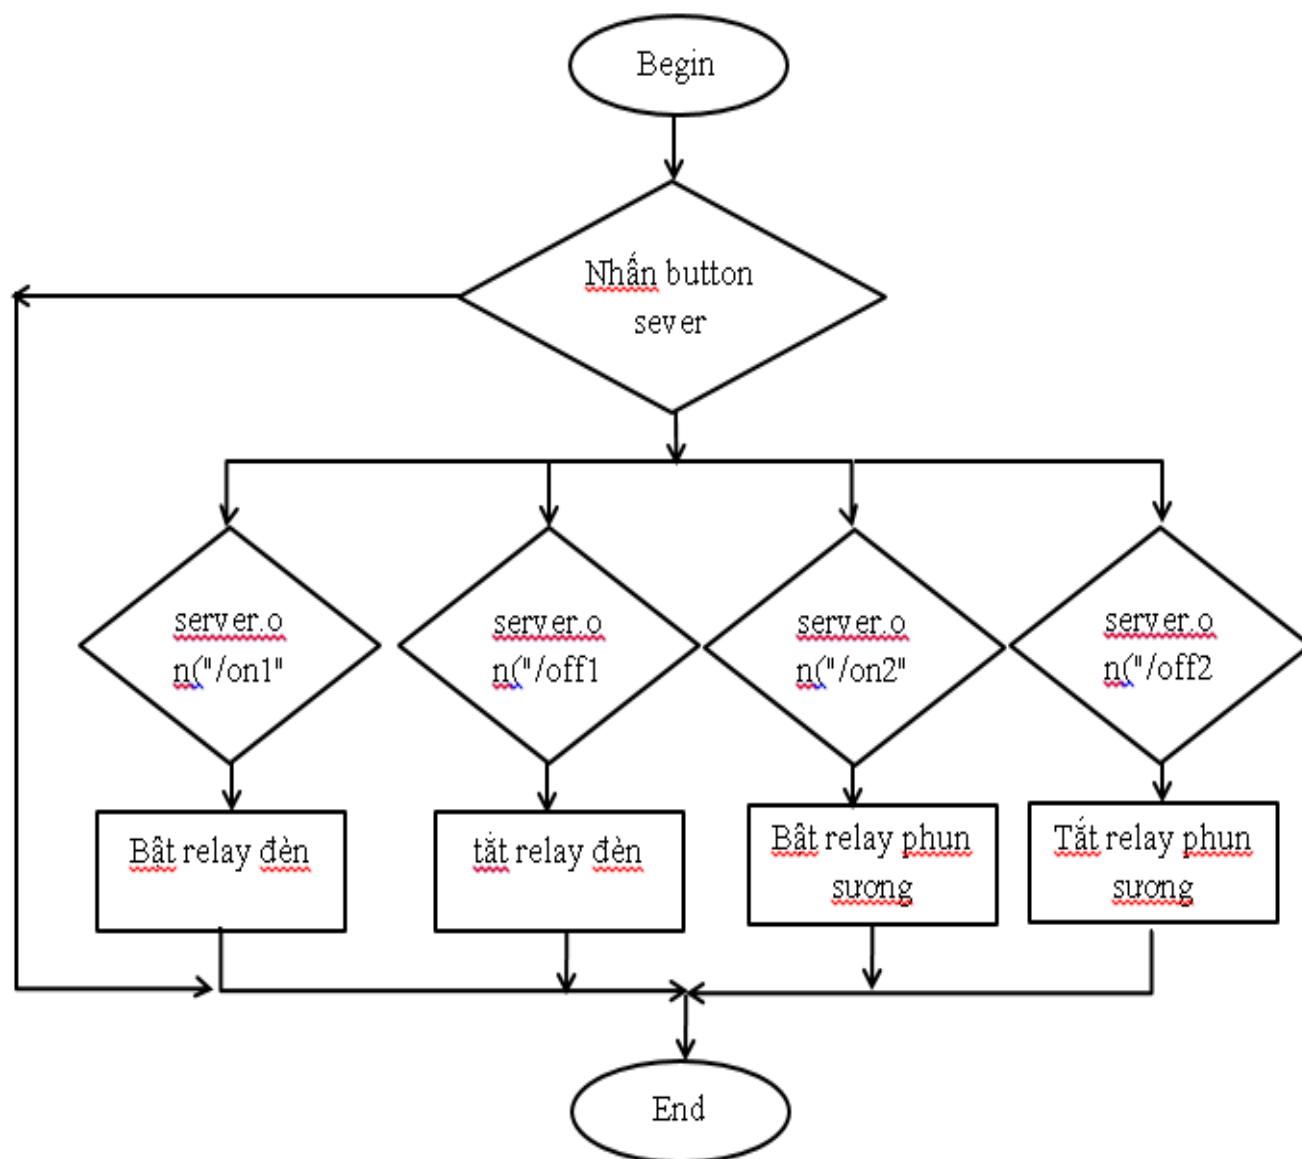 Begin
Nhấn button
sever
server.o
n("/on1"
server.o
n("/off1
server.o
n("/on2"
server.o
n("/off2
Bật relay đèn
tắt relay đèn
Bật relay phun
sương
Tắt relay phun
sương
End